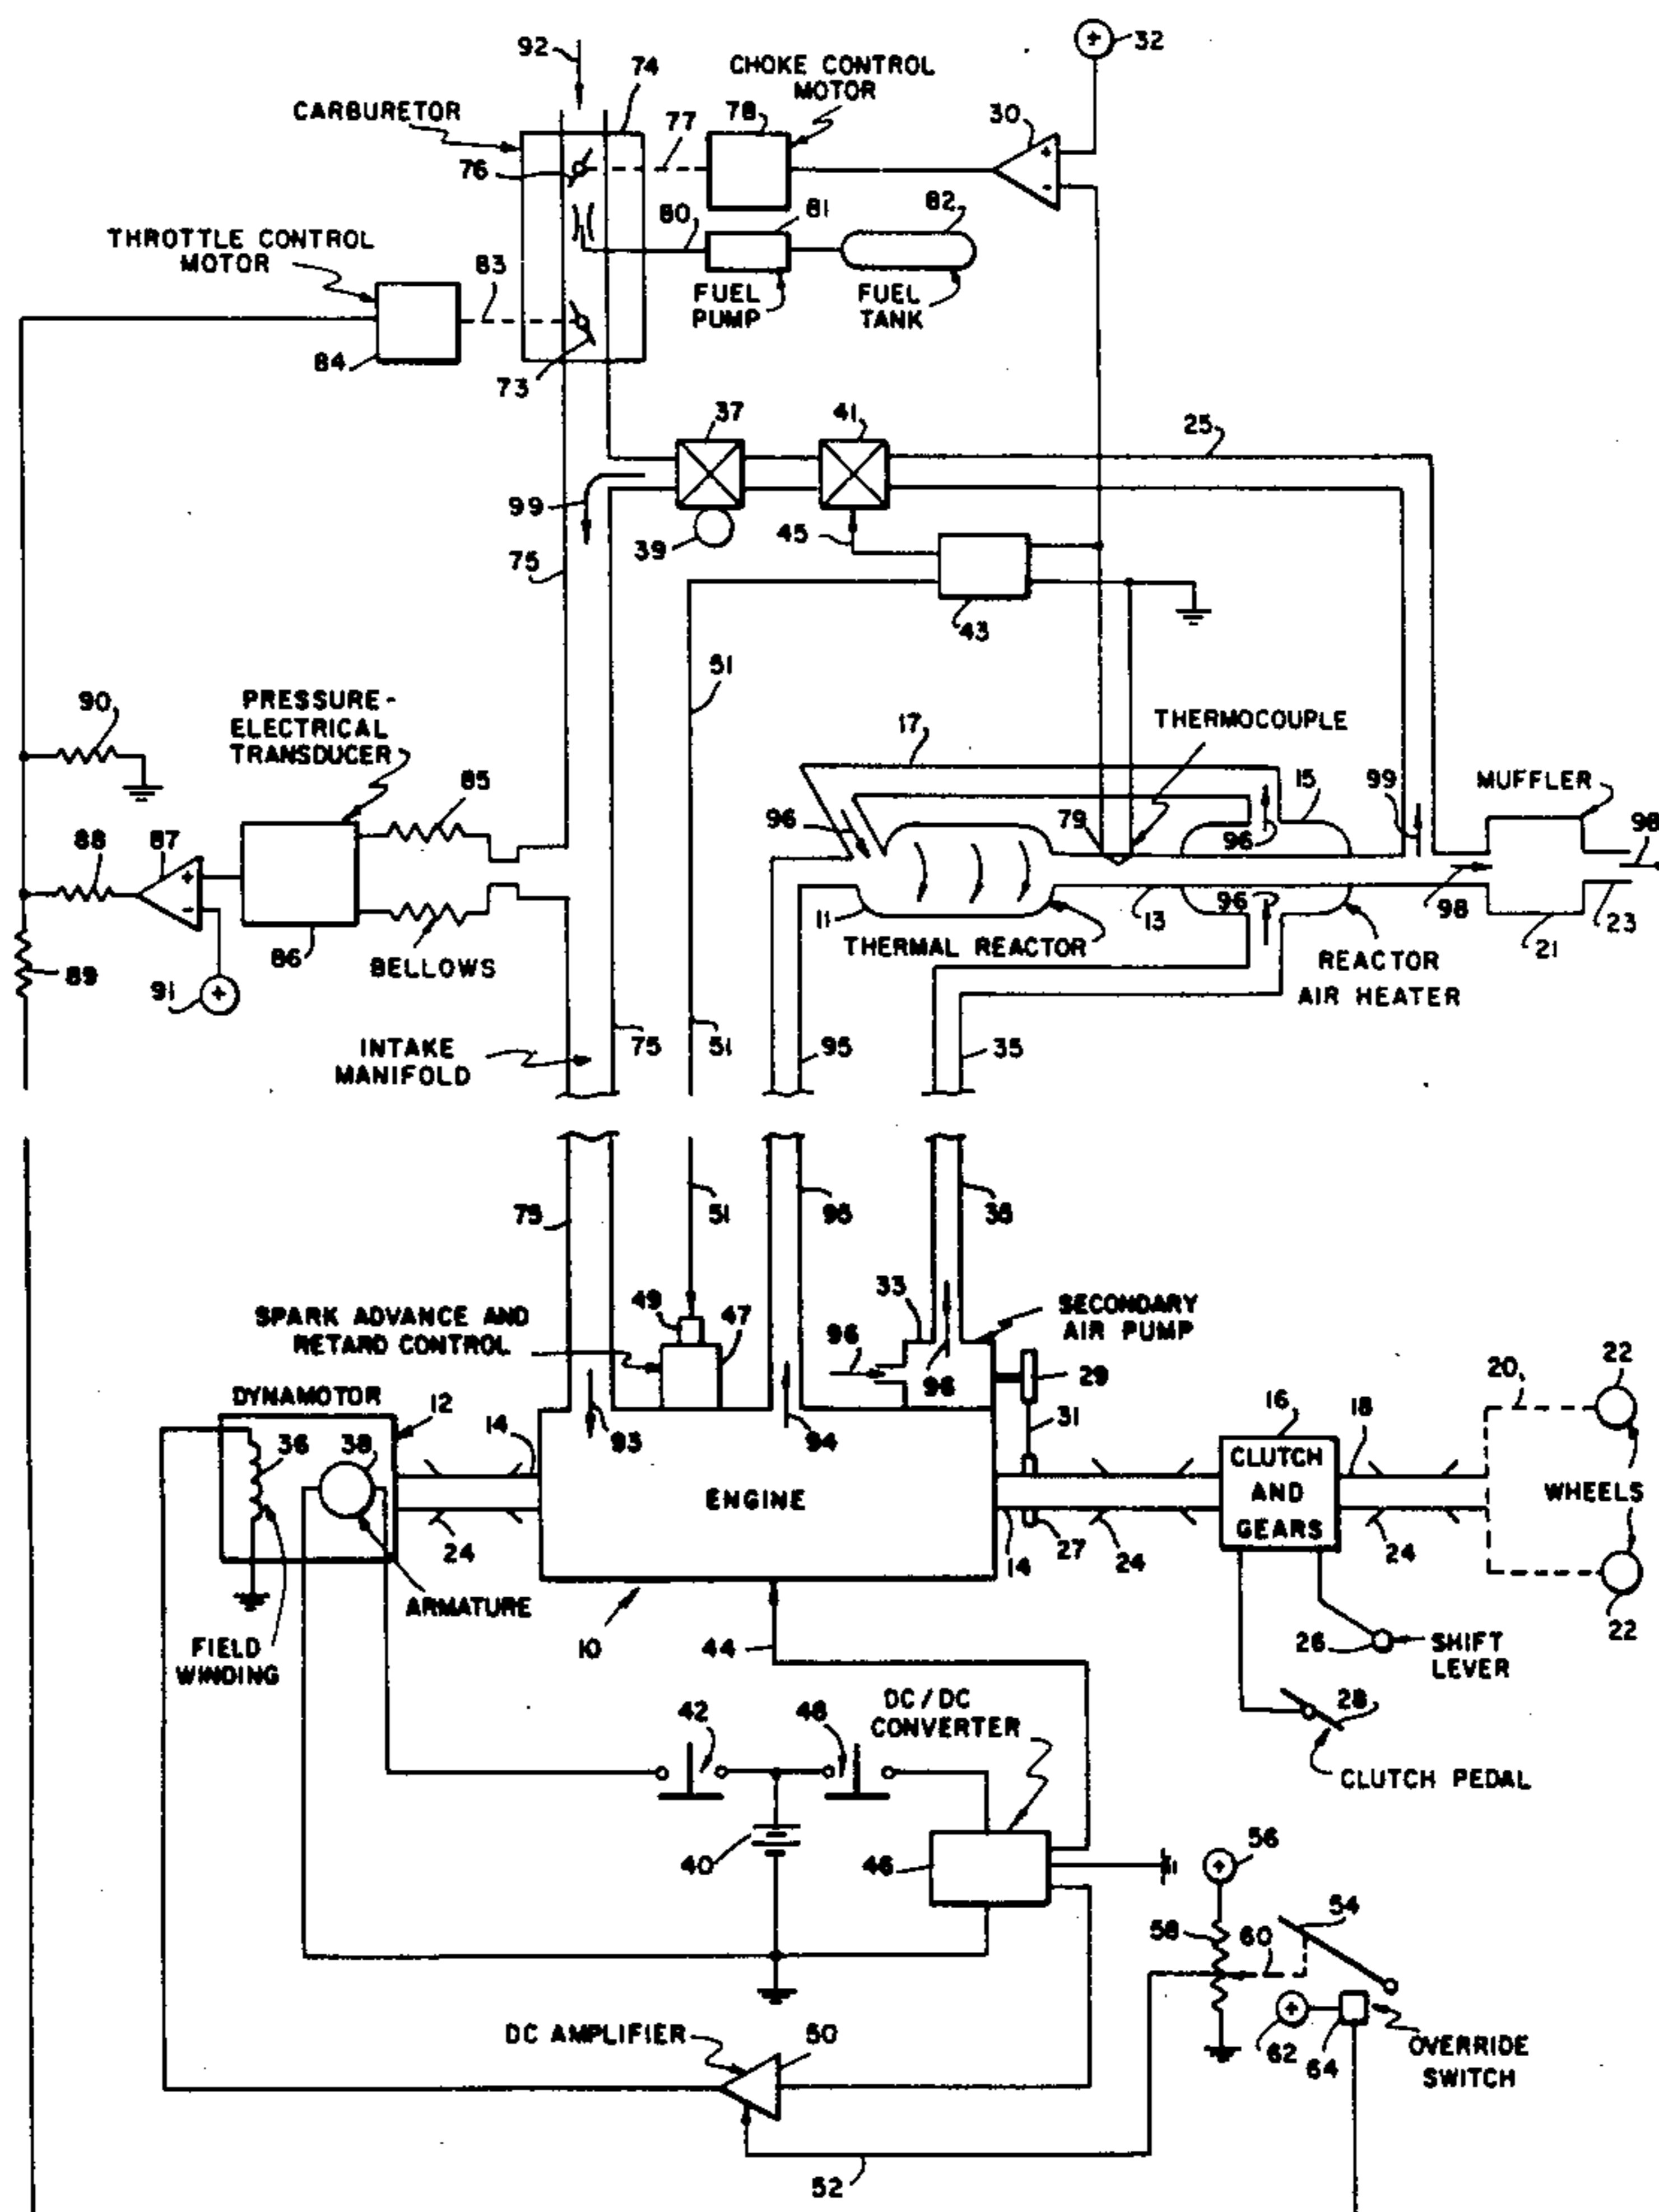 92
74
CHOKE CONTROL
MOTOR
32
CARBURETOR
77
78
30
+
-
76
80
81
82
THROTTLE CONTROL
MOTOR
83
FUEL
PUMP
FUEL
TANK
84
73
37
41
25
99
39
45
75
43
51
90
PRESSURE-
ELECTRICAL
TRANSDUCER
17
THERMOCOUPLE
85
96
79
15
99
MUFFLER
98
96
88
87
+
-
11
96
13
98
23
THERMAL REACTOR
21
86
BELLOWS
REACTOR
AIR HEATER
89
91
+
75
51
95
35
INTAKE
MANIFOLD
75
51
95
35
SPARK ADVANCE AND
RETARD CONTROL
49
47
33
SECONDARY
AIR PUMP
96
96
29
DYNAMOTOR
12
14
93
94
31
16
18
20
22
36
38
ENGINE
CLUTCH
AND
GEARS
WHEELS
24
14
27
24
24
22
ARMATURE
FIELD
WINDING
10
44
26
SHIFT
LEVER
42
48
DC/DC
CONVERTER
28
CLUTCH PEDAL
40
46
56
+
58
60
54
62
+
64
OVERRIDE
SWITCH
DC AMPLIFIER
50
52